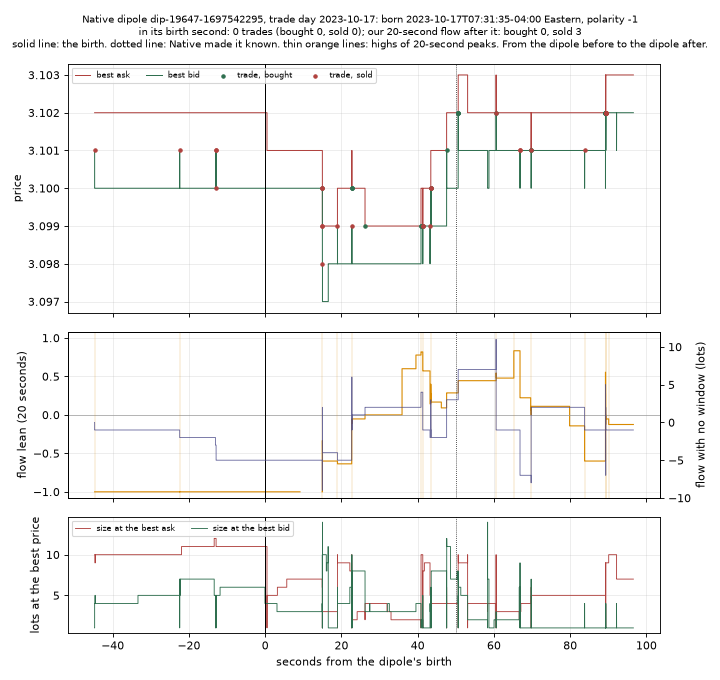 Native dipole dip-19647-1697542295, trade day 2023-10-17: born 2023-10-17T07:31:35-04:00 Eastern, polarity -1
in its birth second: 0 trades (bought 0, sold 0); our 20-second flow after it: bought 0, sold 3
solid line: the birth. dotted line: Native made it known. thin orange lines: highs of 20-second peaks. From the dipole before to the dipole after.
best ask
best bid
trade, bought
trade, sold
3.103
3.102
3.101
3.100
3.099
3.098
3.097
price
1.0
0.5
0.0
−0.5
−1.0
flow lean (20 seconds)
10
5
0
−5
−10
flow with no window (lots)
size at the best ask
size at the best bid
10
5
lots at the best price
−40
−20
0
20
40
60
80
100
seconds from the dipole's birth